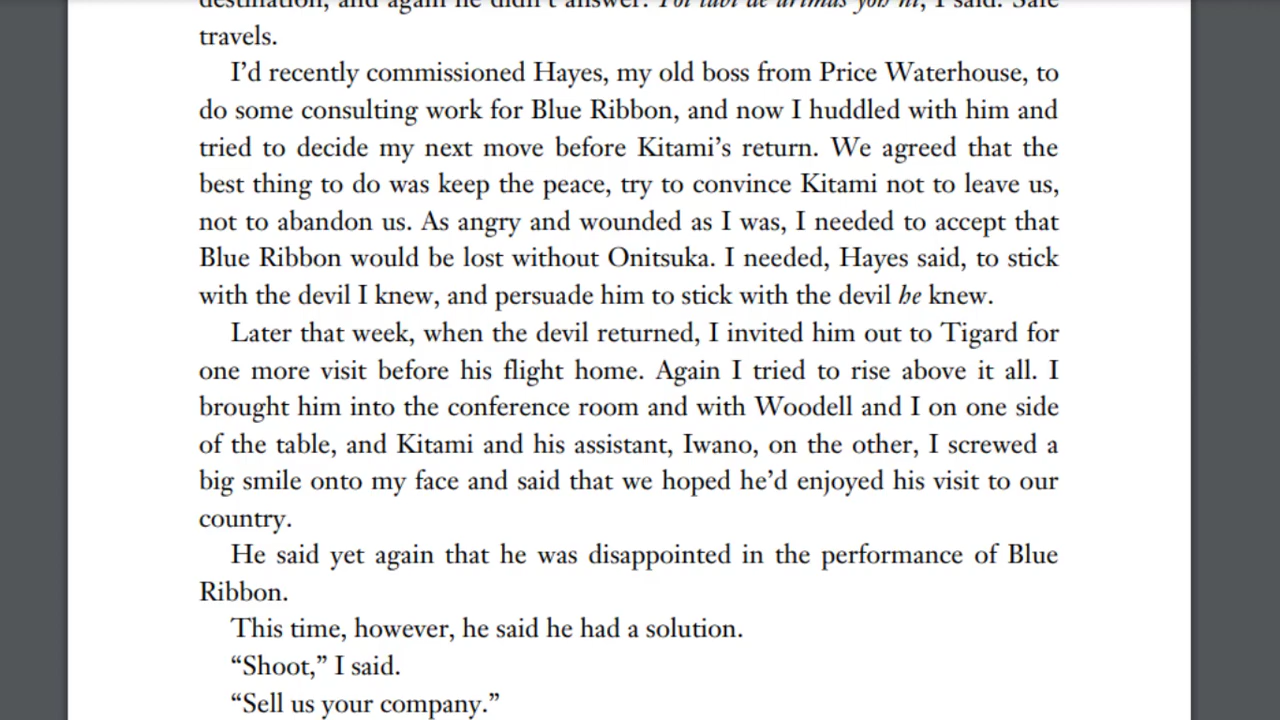 destination, and again he didn't answer. I said. Safe
travels.
I'd recently commissioned Hayes, my old boss from Price Waterhouse, to
do some consulting work for Blue Ribbon, and now I huddled with him and
tried to decide my next move before Kitami's return. We agreed that the
best thing to do was keep the peace, try to convince Kitami not to leave us,
not to abandon us. As angry and wounded as I was, I needed to accept that
Blue Ribbon would be lost without Onitsuka. I needed, Hayes said, to stick
with the devil I knew, and persuade him to stick with the devil he knew.
Later that week, when the devil returned, I invited him out to Tigard for
one more visit before his flight home. Again I tried to rise above it all. I
brought him into the conference room and with Woodell and I on one side
of the table, and Kitami and his assistant, Iwano, on the other, I screwed a
big smile onto my face and said that we hoped he'd enjoyed his visit to our
country.
He said yet again that he was disappointed in the performance of Blue
Ribbon.
This time, however, he said he had a solution.
“Shoot,” I said.
“Sell us your company.”